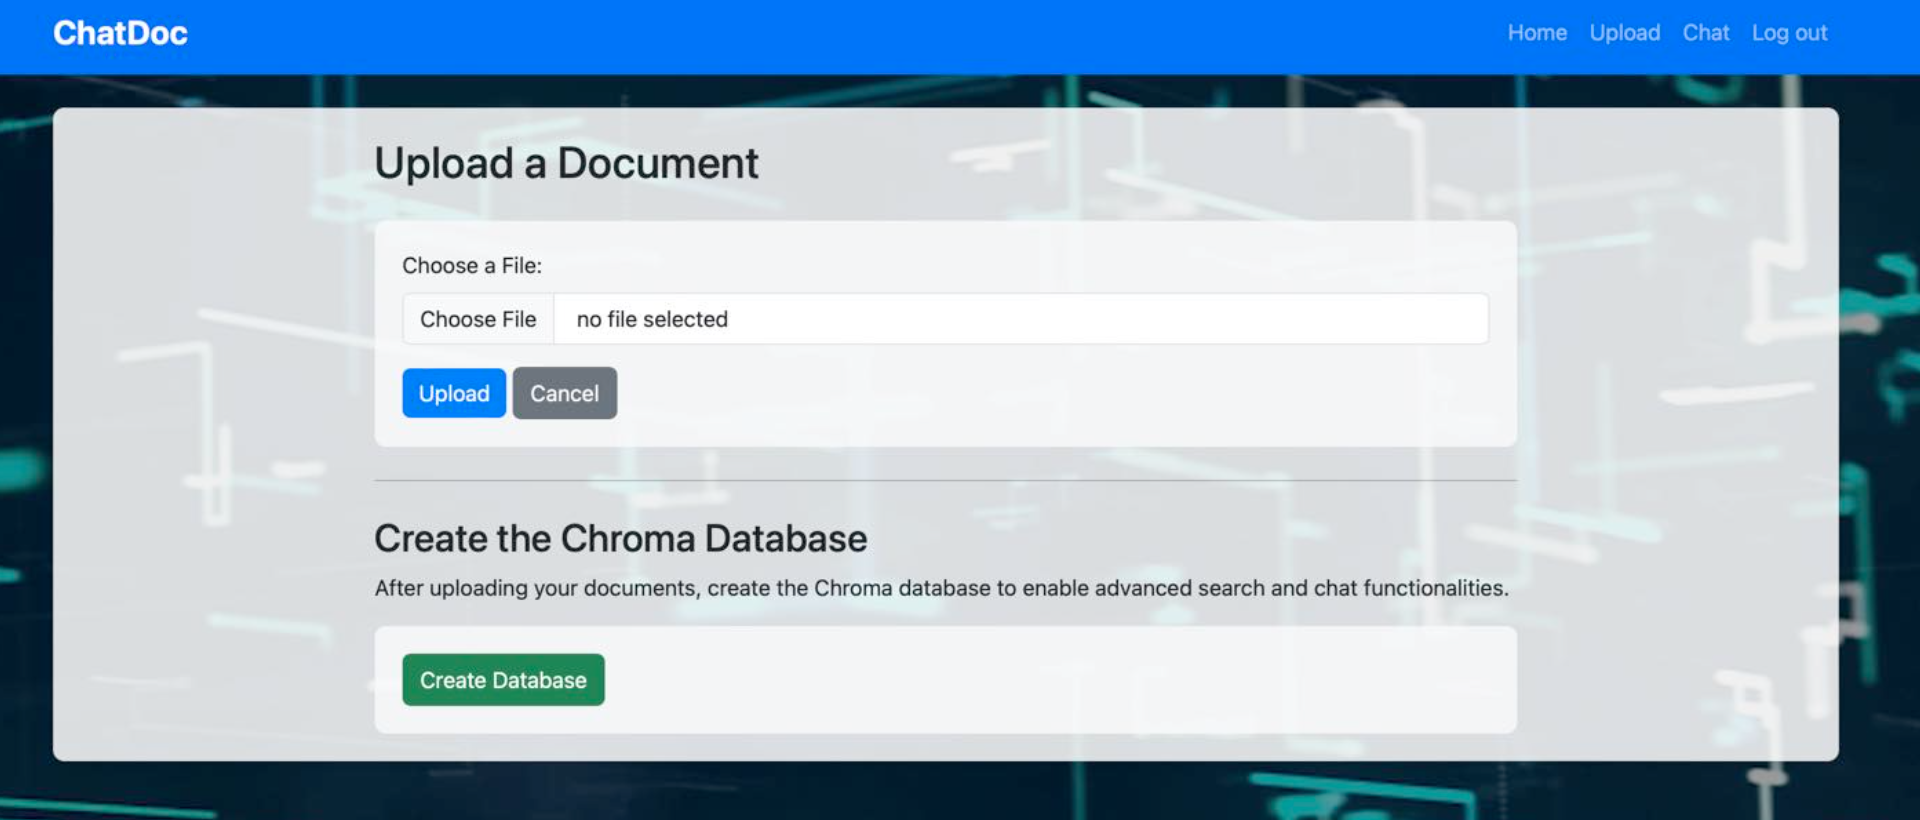 ChatDoc
Home Upload Chat Log out
Upload a Document
Choose a File:
Choose File no file selected
Upload Cancel
Create the Chroma Database
After uploading your documents, create the Chroma database to enable advanced search and chat functionalities.
Create Database